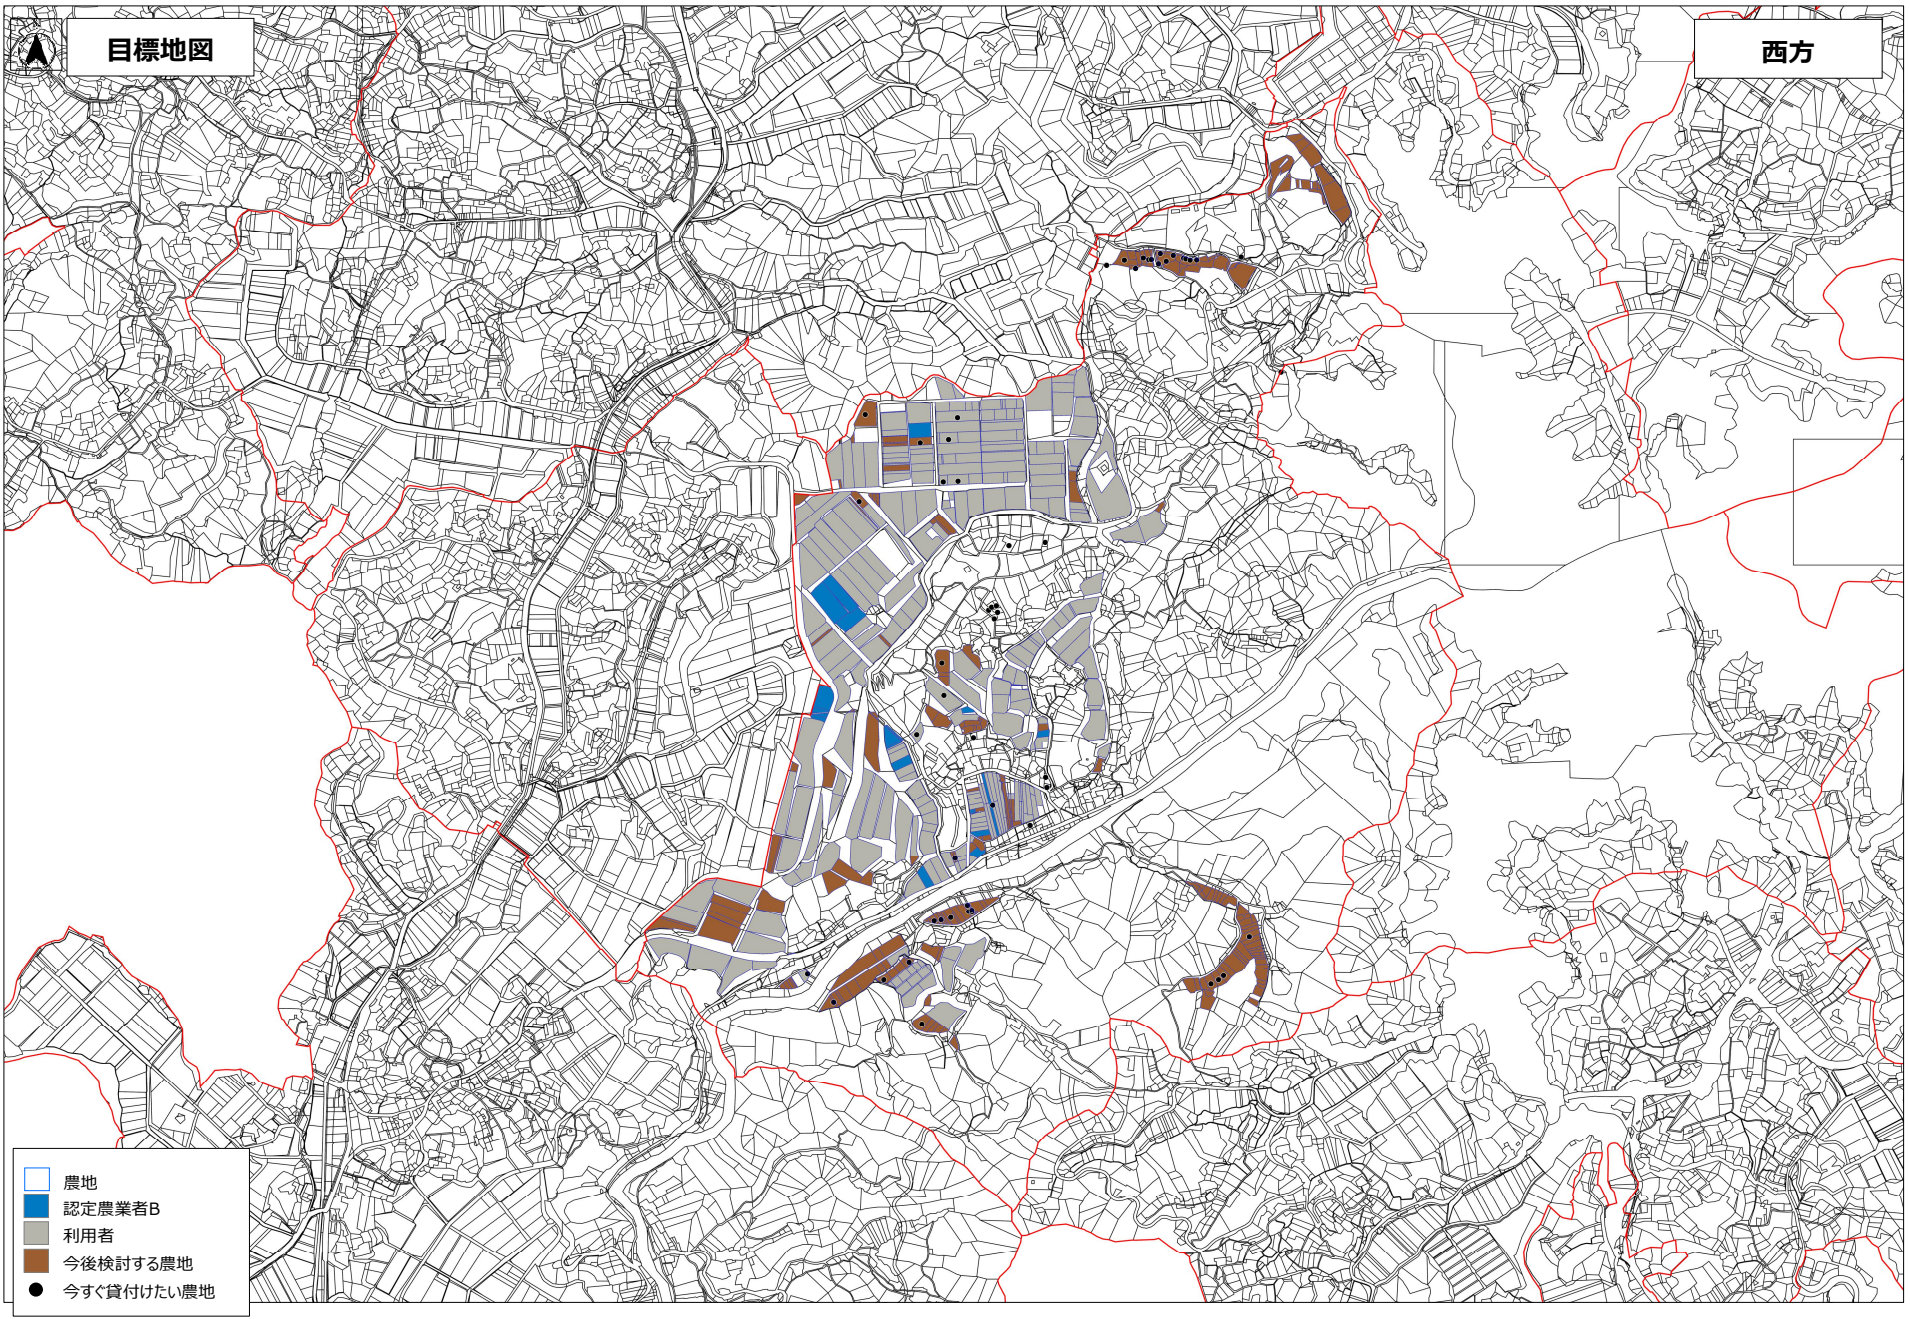 目標地図
西方
農地
認定農業者B
利用者
今後検討する農地
今すぐ貸付けたい農地